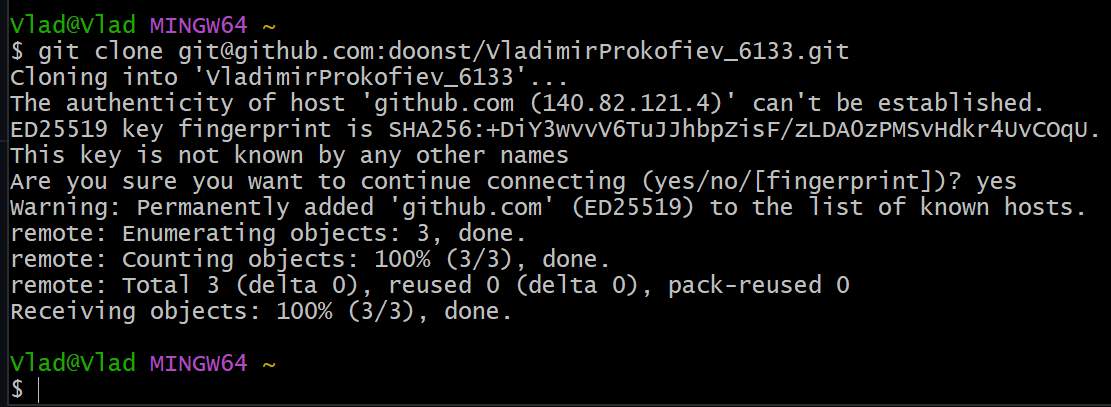 Vlad@Vlad MINGW64 ~
$ git clone git@github.com:doonst/VladimirProkofiev_6133.git
Cloning into 'VladimirProkofiev_6133'...
The authenticity of host 'github.com (140.82.121.4)' can't be established.
ED25519 key fingerprint is SHA256:+DiY3wvvV6TuJJhbpZisF/zLDA0zPMSvHdkr4UvCOqU.
This key is not known by any other names
Are you sure you want to continue connecting (yes/no/[fingerprint])? yes
Warning: Permanently added 'github.com' (ED25519) to the list of known hosts.
remote: Enumerating objects: 3, done.
remote: Counting objects: 100% (3/3), done.
remote: Total 3 (delta 0), reused 0 (delta 0), pack-reused 0
Receiving objects: 100% (3/3), done.
Vlad@Vlad MINGW64 ~
$